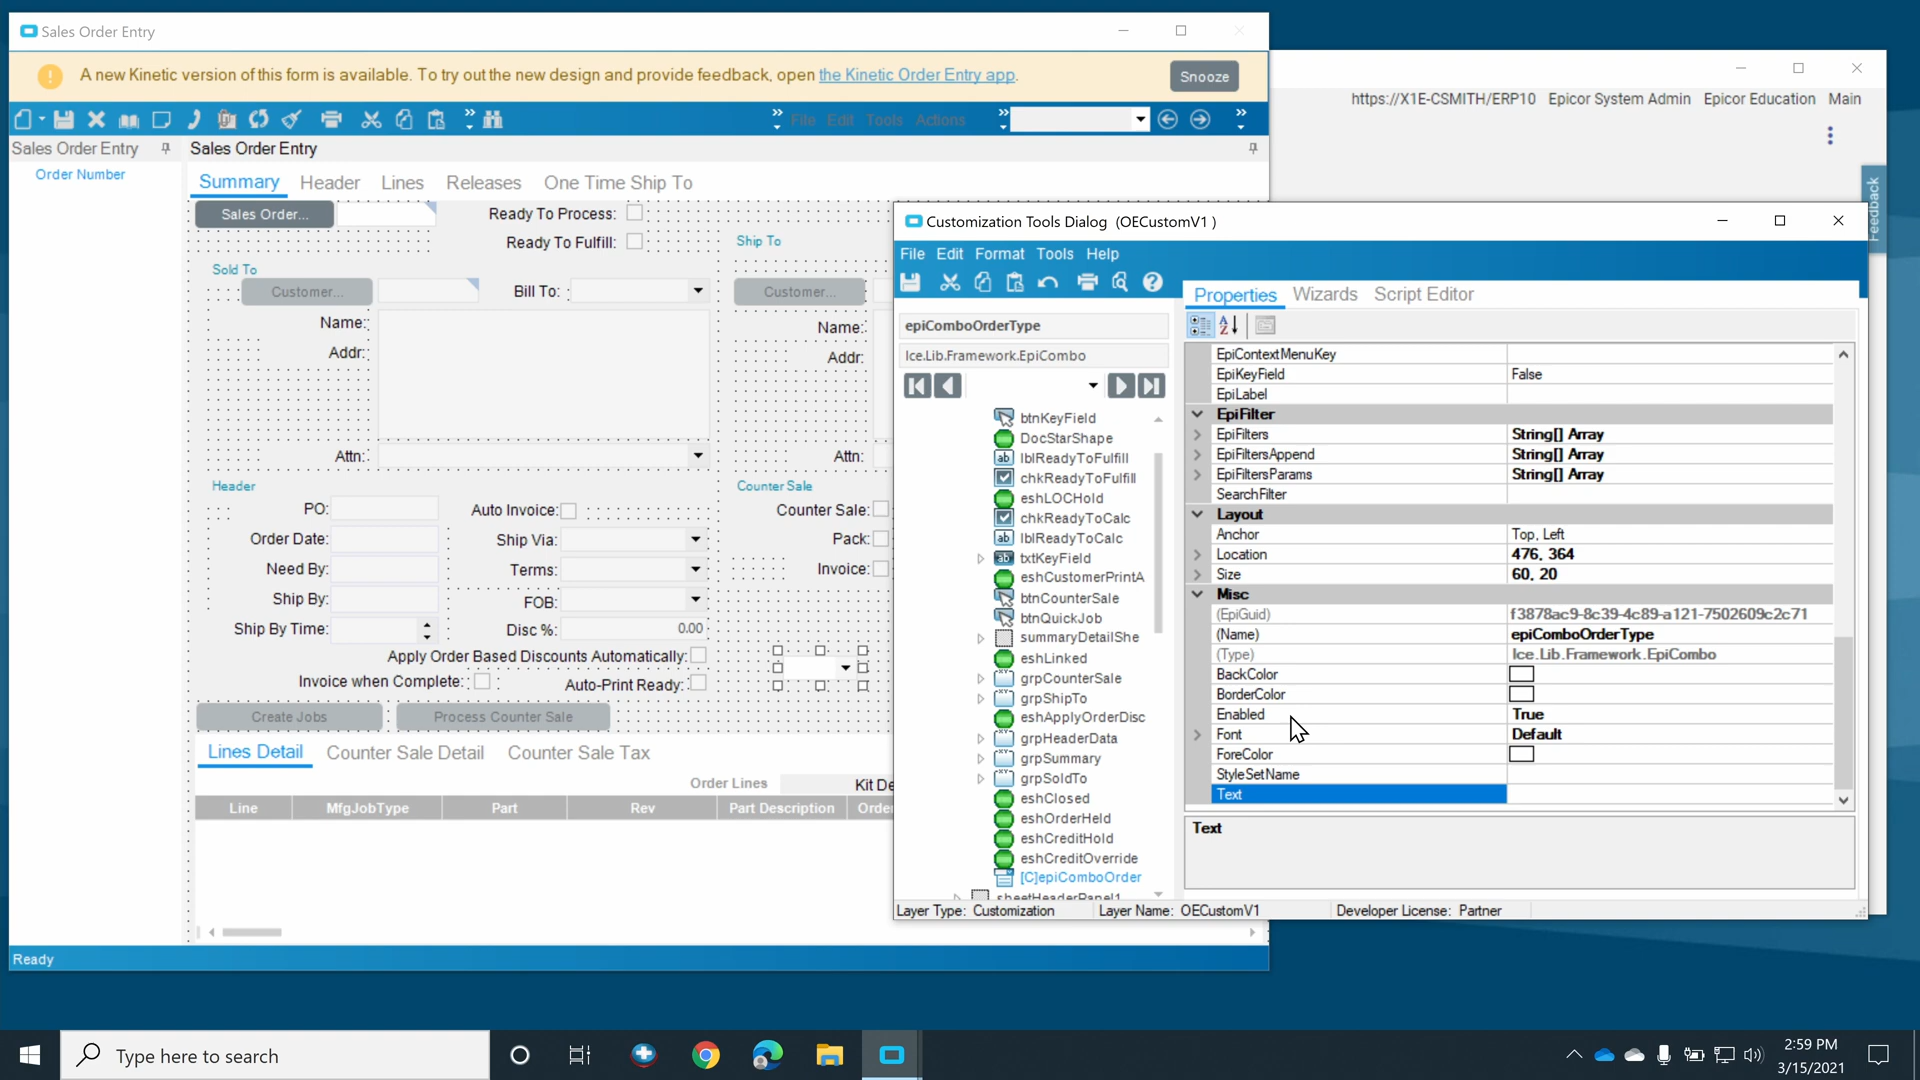 Sales Order Entry
A new Kinetic version of this form is available. To try out the new design and provide feedback, open the Kinetic Order Entry app.
Snooze
https://X1E-CSMITH/ERP10 Epicor System Admin Epicor Education Main
File Edit Tools Actions
Sales Order Entry
Order Number
Sales Order Entry
Summary Header Lines Releases One Time Ship To
Sales Order...
Ready To Process:
Ready To Fulfill:
Ship To
Sold To
Customer...
Bill To:
Customer...
Name:
Addr:
Name:
Addr:
Attn:
Attn:
Header
Counter Sale
PO:
Auto Invoice:
Counter Sale:
Order Date:
Ship Via:
Pack:
Need By:
Terms:
Invoice:
Ship By:
FOB:
Ship By Time:
Disc %:
0.00
Apply Order Based Discounts Automatically:
Invoice when Complete:
Auto-Print Ready:
Create Jobs
Process Counter Sale
Lines Detail Counter Sale Detail Counter Sale Tax
Order Lines
Kit De
Line MfgJobType Part Rev Part Description Order
Ready
Feedback
Customization Tools Dialog (OECustomV1 )
File Edit Format Tools Help
Properties Wizards Script Editor
epiComboOrderType
Ice.Lib.Framework.EpiCombo
btnKeyField
DocStarShape
lblReadyToFulfill
chkReadyToFulfill
eshLOCHold
chkReadyToCalc
lblReadyToCalc
txtKeyField
eshCustomerPrintA
btnCounterSale
btnQuickJob
summaryDetailShe
eshLinked
grpCounterSale
grpShipTo
eshApplyOrderDisc
grpHeaderData
grpSummary
grpSoldTo
eshClosed
eshOrderHeld
eshCreditHold
eshCreditOverride
[C]epiComboOrder
sheetHeaderPanel1
EpiContextMenuKey
EpiKeyField False
EpiLabel
EpiFilter
EpiFilters String[] Array
EpiFiltersAppend String[] Array
EpiFiltersParams String[] Array
SearchFilter
Layout
Anchor Top, Left
Location 476, 364
Size 60, 20
Misc
(EpiGuid) f3878ac9-8c39-4c89-a121-7502609c2c71
(Name) epiComboOrderType
(Type) Ice.Lib.Framework.EpiCombo
BackColor
BorderColor
Enabled True
Font Default
ForeColor
StyleSetName
Text
Text
Layer Type: Customization Layer Name: OECustomV1 Developer License: Partner
Type here to search
2:59 PM
3/15/2021